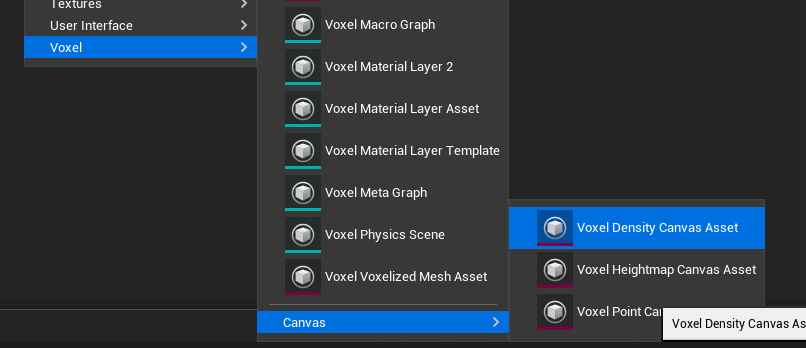 Textures
User Interface
Voxel
Voxel Macro Graph
Voxel Material Layer 2
Voxel Material Layer Asset
Voxel Material Layer Template
Voxel Meta Graph
Voxel Physics Scene
Voxel Voxelized Mesh Asset
Canvas
Voxel Density Canvas Asset
Voxel Heightmap Canvas Asset
Voxel Point Ca
Voxel Density Canvas As